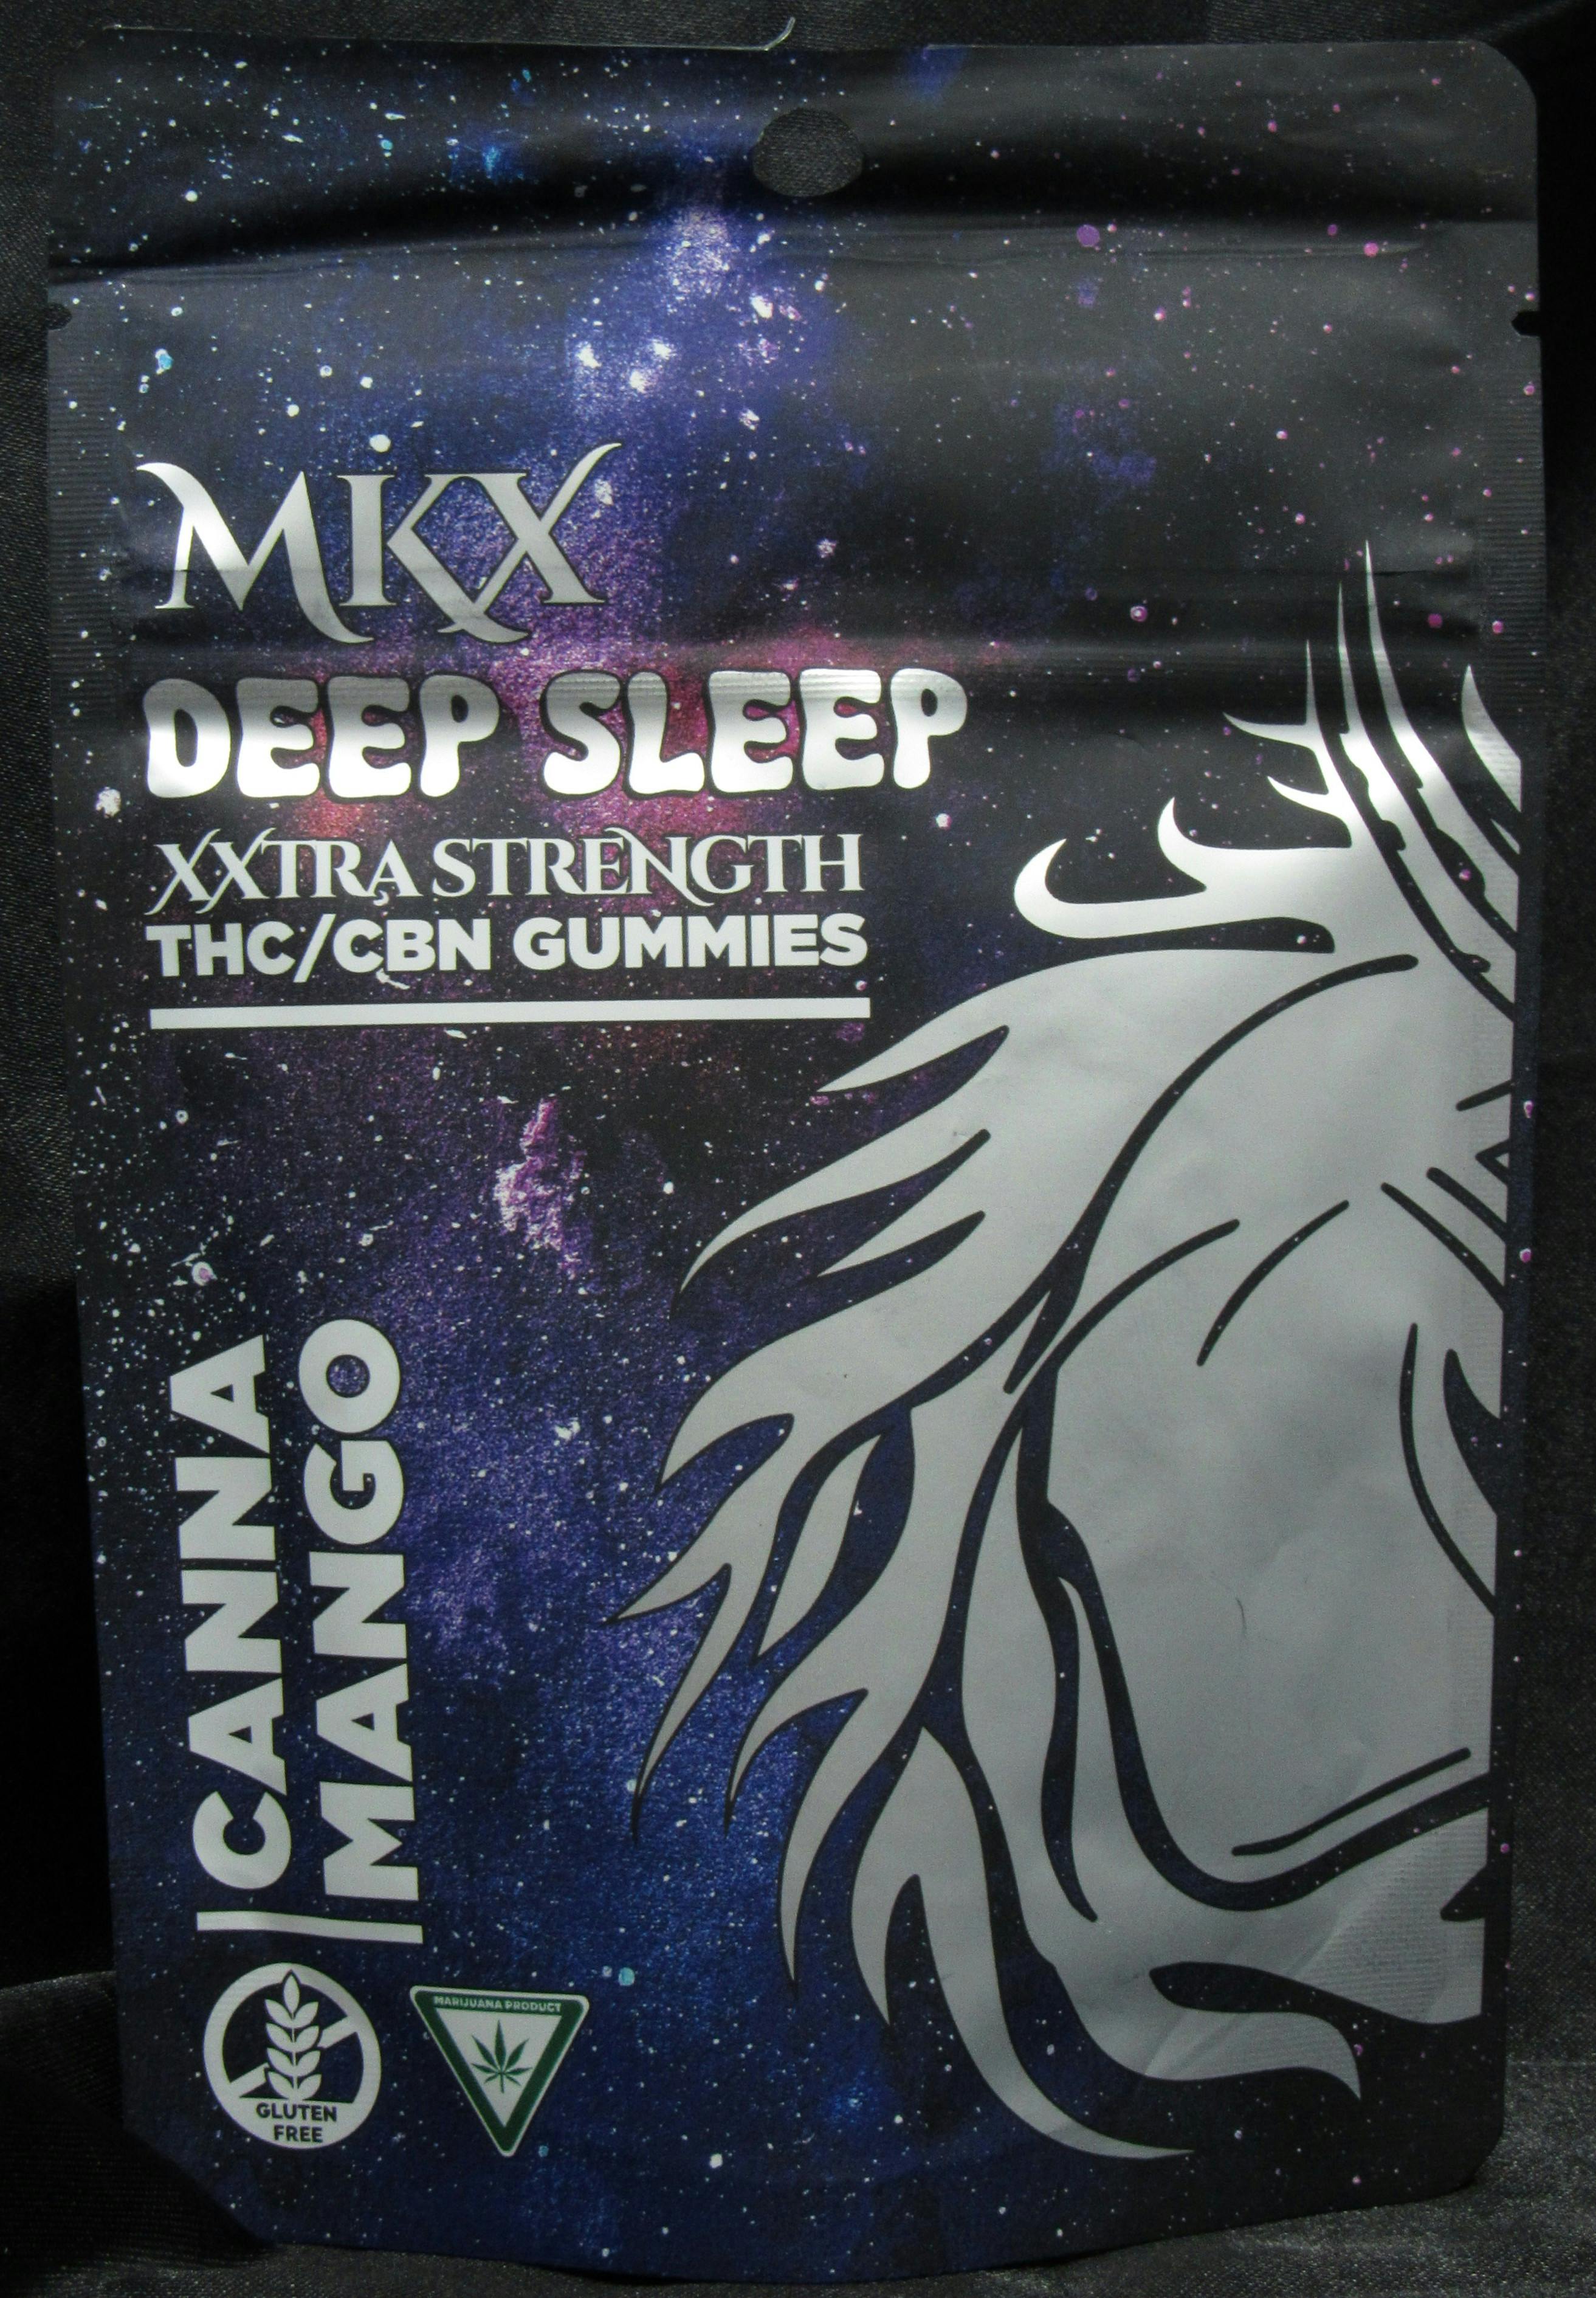 MKX
DEEP SLEEP
XXTRA STRENGTH
THC/CBN GUMMIES
CANNA
MANGO
GLUTEN
FREE
MARIJUANA PRODUCT